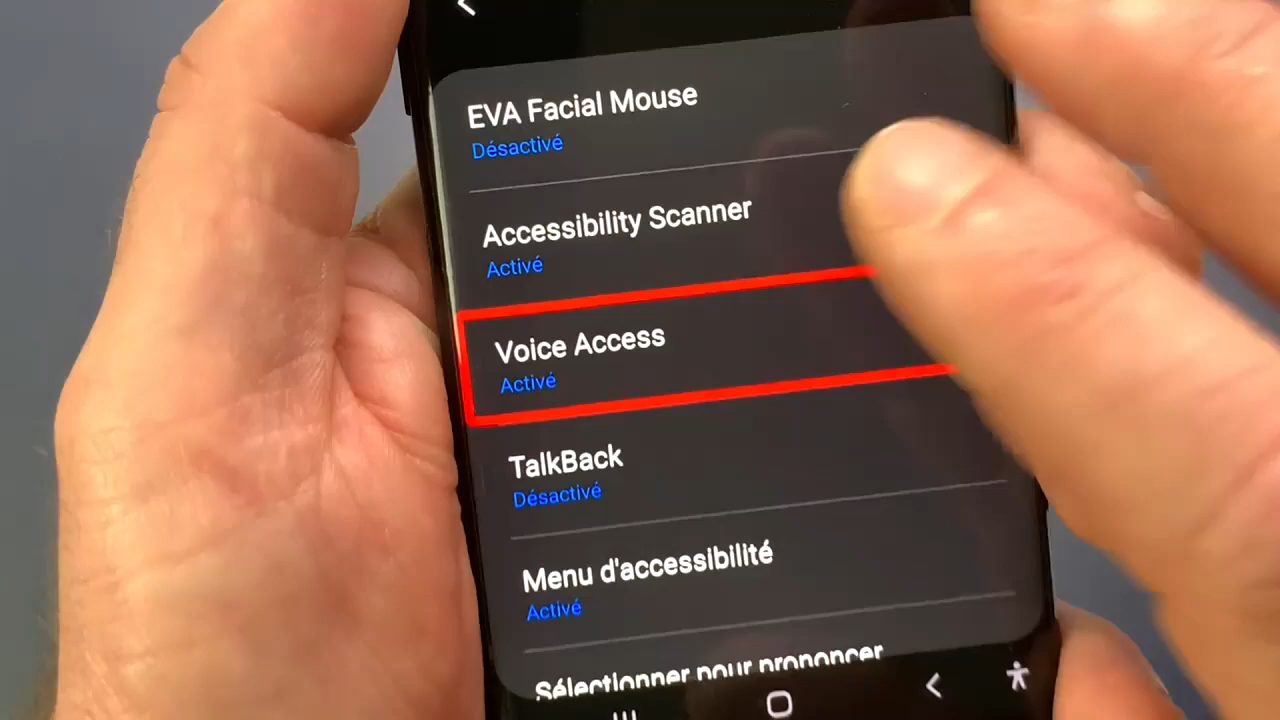 EVA Facial Mouse
Désactivé
Accessibility Scanner
Activé
Voice Access
Activé
TalkBack
Désactivé
Menu d'accessibilité
Activé
Sélectionner pour prononcer